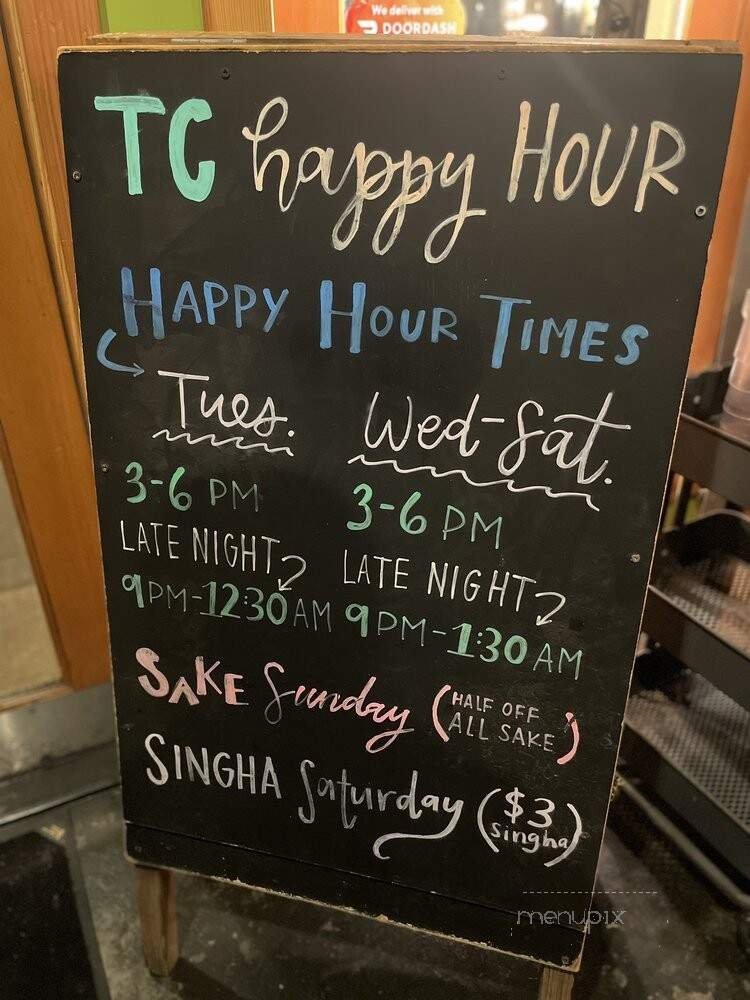 We deliver with
DOORDASH
TC happy HOUR
HAPPY HOUR TIMES
Tues.
3-6 PM
LATE NIGHT
9PM-12:30AM
Wed-Sat.
3-6 PM
LATE NIGHT
9PM-1:30AM
SAKE Sunday (HALF OFF
ALL SAKE)
SINGHA Saturday ($3
singha)
menupix